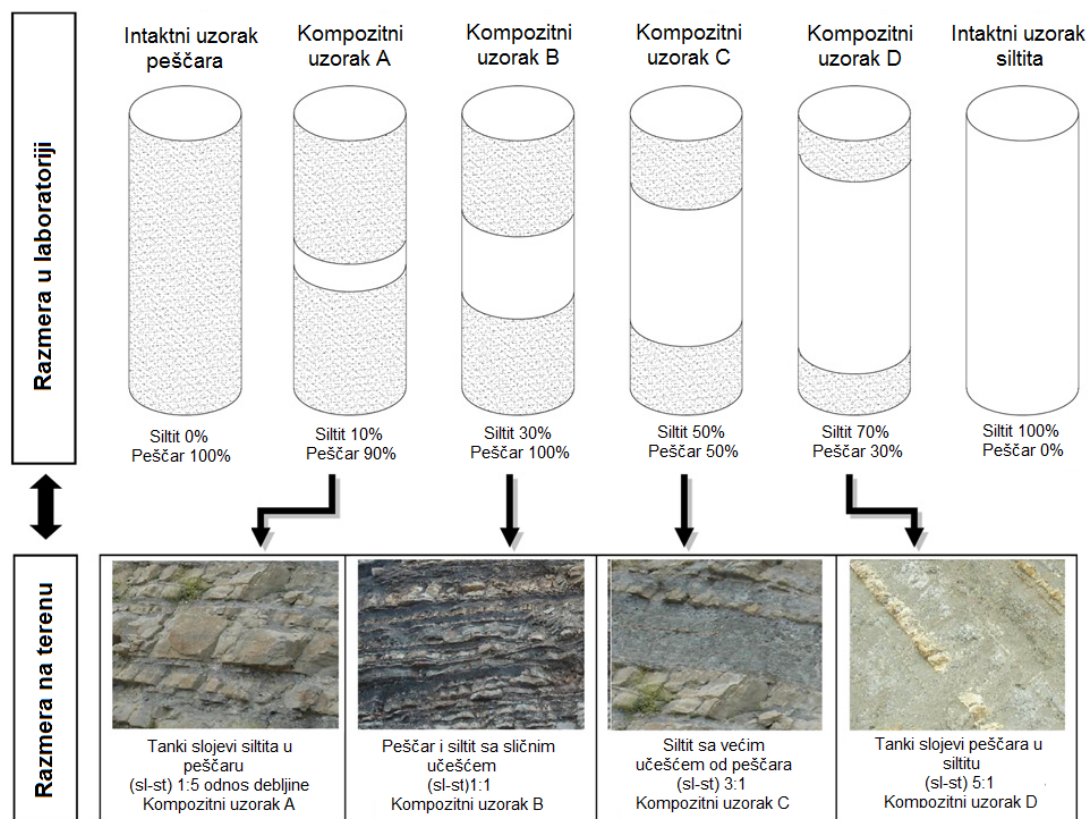 Razmera u laboratoriji
Intaktni uzorak
peščara
Kompozitni
uzorak A
Kompozitni
uzorak B
Kompozitni
uzorak C
Kompozitni
uzorak D
Intaktni uzorak
siltita
Siltit 0%
Peščar 100%
Siltit 10%
Peščar 90%
Siltit 30%
Peščar 100%
Siltit 50%
Peščar 50%
Siltit 70%
Peščar 30%
Siltit 100%
Peščar 0%
Razmera na terenu
Tanki slojevi siltita u
peščaru
(sl-st) 1:5 odnos debljine
Kompozitni uzorak A
Peščar i siltit sa sličnim
učešćem
(sl-st)1:1
Kompozitni uzorak B
Siltit sa većim
učešćem od peščara
(sl-st) 3:1
Kompozitni uzorak C
Tanki slojevi peščara u
siltitu
(sl-st) 5:1
Kompozitni uzorak D